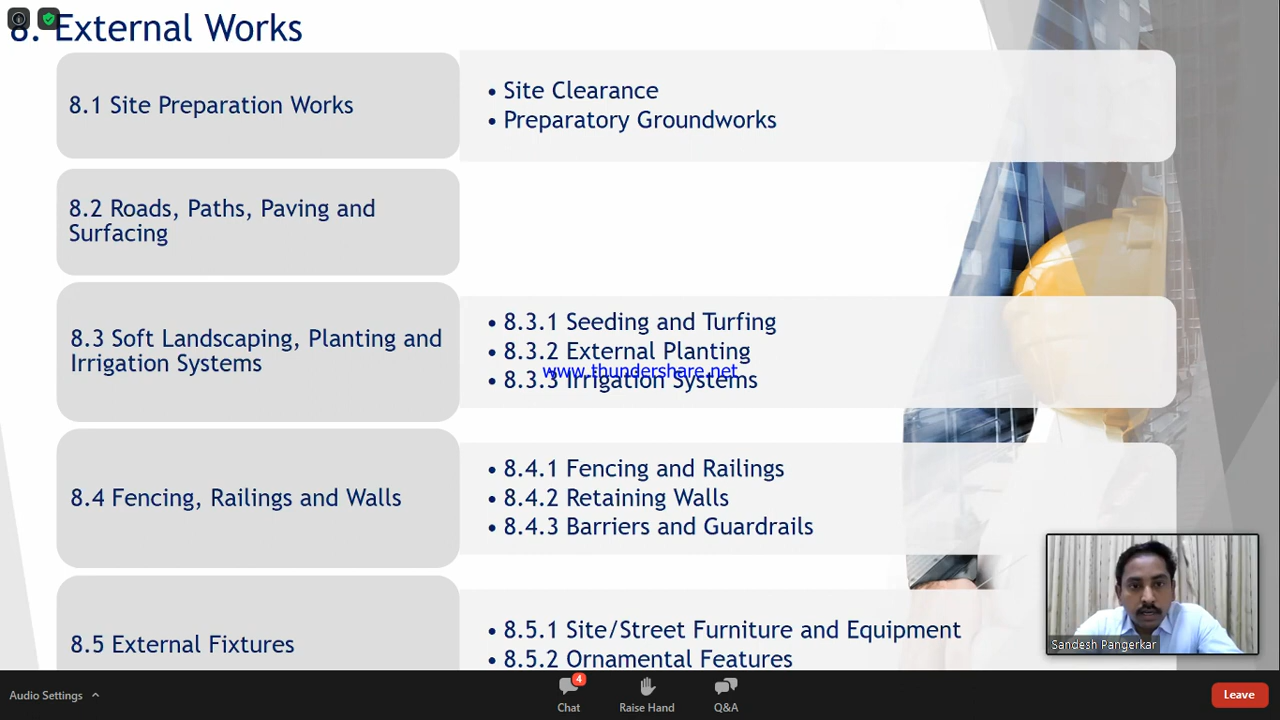 8. External Works
8.1 Site Preparation Works
• Site Clearance
• Preparatory Groundworks
8.2 Roads, Paths, Paving and
Surfacing
8.3 Soft Landscaping, Planting and
Irrigation Systems
• 8.3.1 Seeding and Turfing
• 8.3.2 External Planting
• 8.3.3 Irrigation Systems
www.thundershare.net
8.4 Fencing, Railings and Walls
• 8.4.1 Fencing and Railings
• 8.4.2 Retaining Walls
• 8.4.3 Barriers and Guardrails
8.5 External Fixtures
• 8.5.1 Site/Street Furniture and Equipment
• 8.5.2 Ornamental Features
Sandesh Pangerkar
Audio Settings
4
Chat
Raise Hand
Q&A
Leave